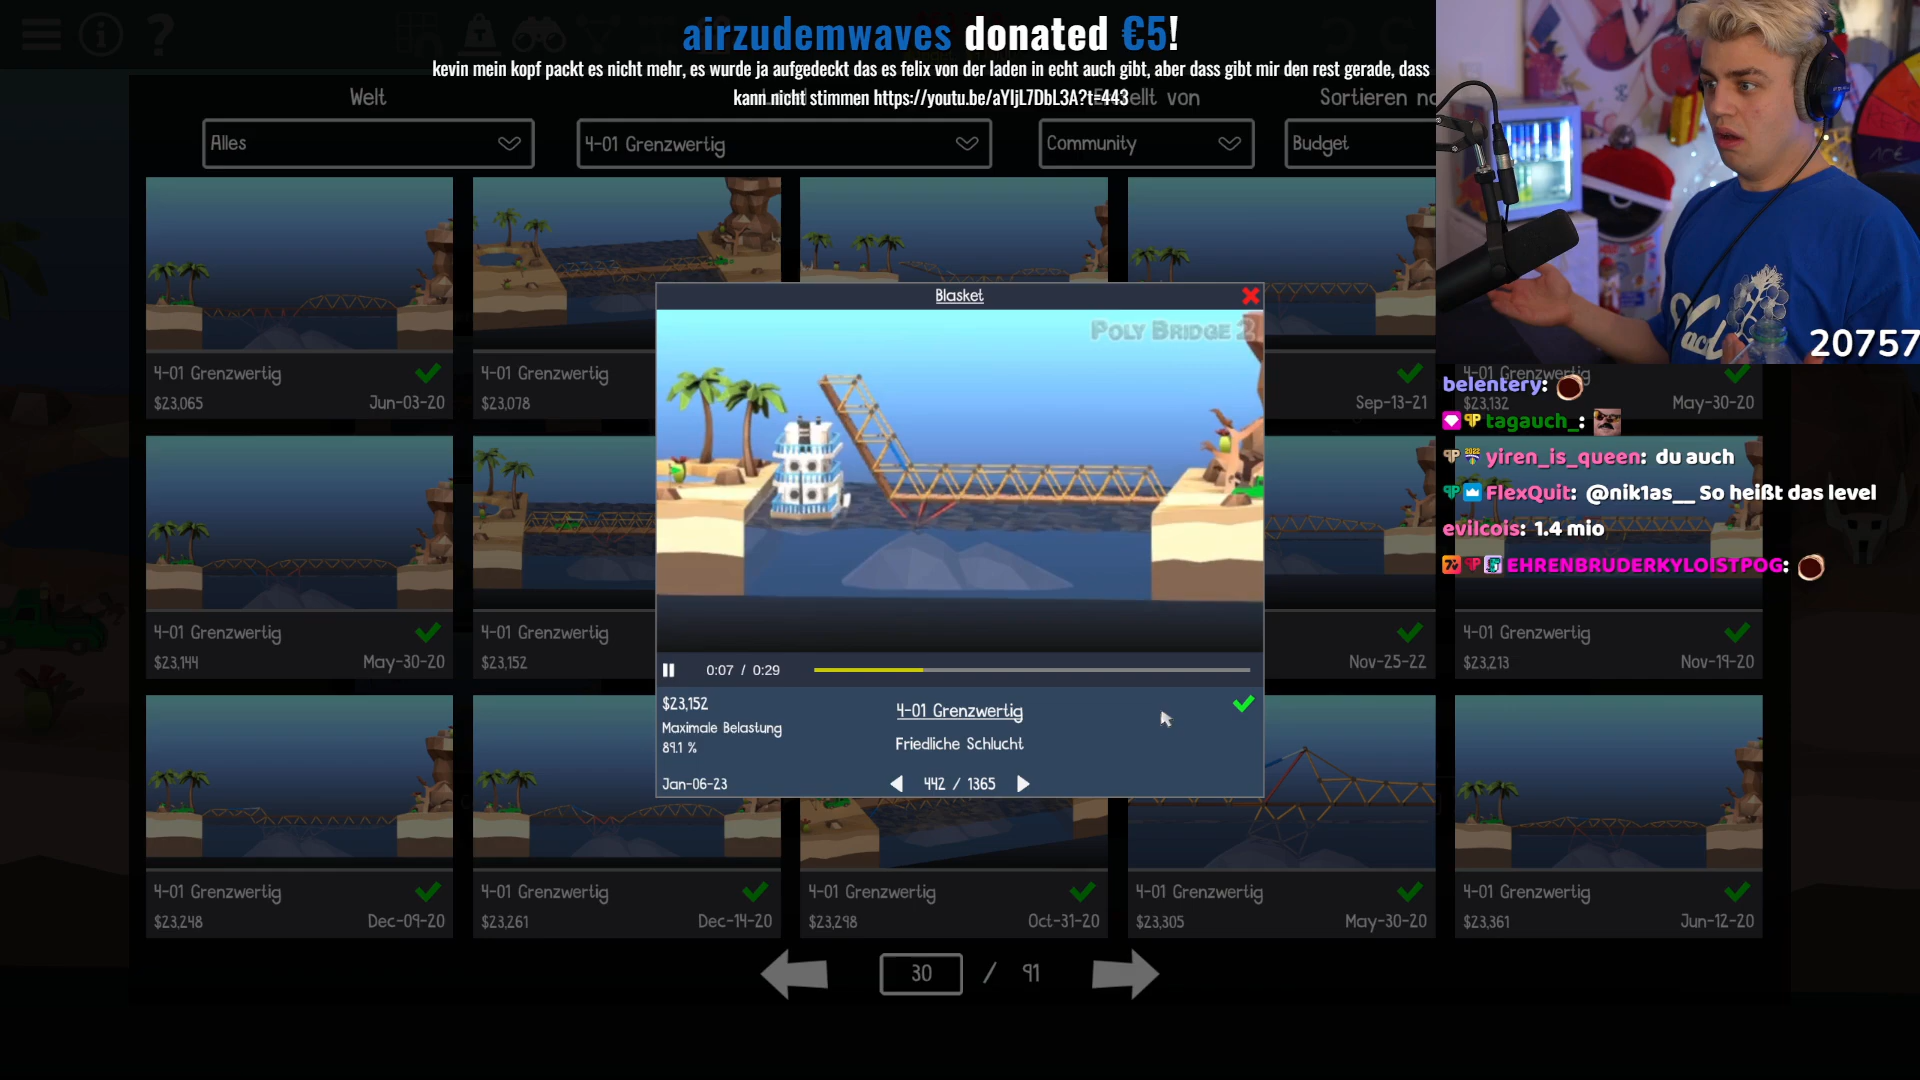 airzudemwaves donated €5!
kevin mein kopf packt es nicht mehr, es wurde ja aufgedeckt das es felix von der laden in echt auch gibt, aber dass gibt mir den rest gerade, dass
kann nicht stimmen https://youtu.be/aYIjL7DbL3A?t=443
Welt
Sortieren
Alles
4-01 Grenzwertig
Community
Budget
4-01 Grenzwertig
$23,065
Jun-03-20
4-01 Grenzwertig
$23,078
Sep-13-21
4-01 Grenzwertig
$23,132
May-30-20
4-01 Grenzwertig
$23,144
May-30-20
4-01 Grenzwertig
$23,152
Nov-25-22
4-01 Grenzwertig
$23,213
Nov-19-20
4-01 Grenzwertig
$23,248
Dec-09-20
4-01 Grenzwertig
$23,261
Dec-14-20
4-01 Grenzwertig
$23,298
Oct-31-20
4-01 Grenzwertig
$23,305
May-30-20
4-01 Grenzwertig
$23,361
Jun-12-20
Blasket
POLY BRIDGE 2
0:07 / 0:29
$23,152
Maximale Belastung
89.1 %
Jan-06-23
4-01 Grenzwertig
Friedliche Schlucht
442 / 1365
30 / 91
20757
belentery:
tagauch_:
yiren_is_queen: du auch
FlexQuit: @nik1as__ So heißt das level
evilcois: 1.4 mio
EHRENBRUDERKYLOISTPOG: